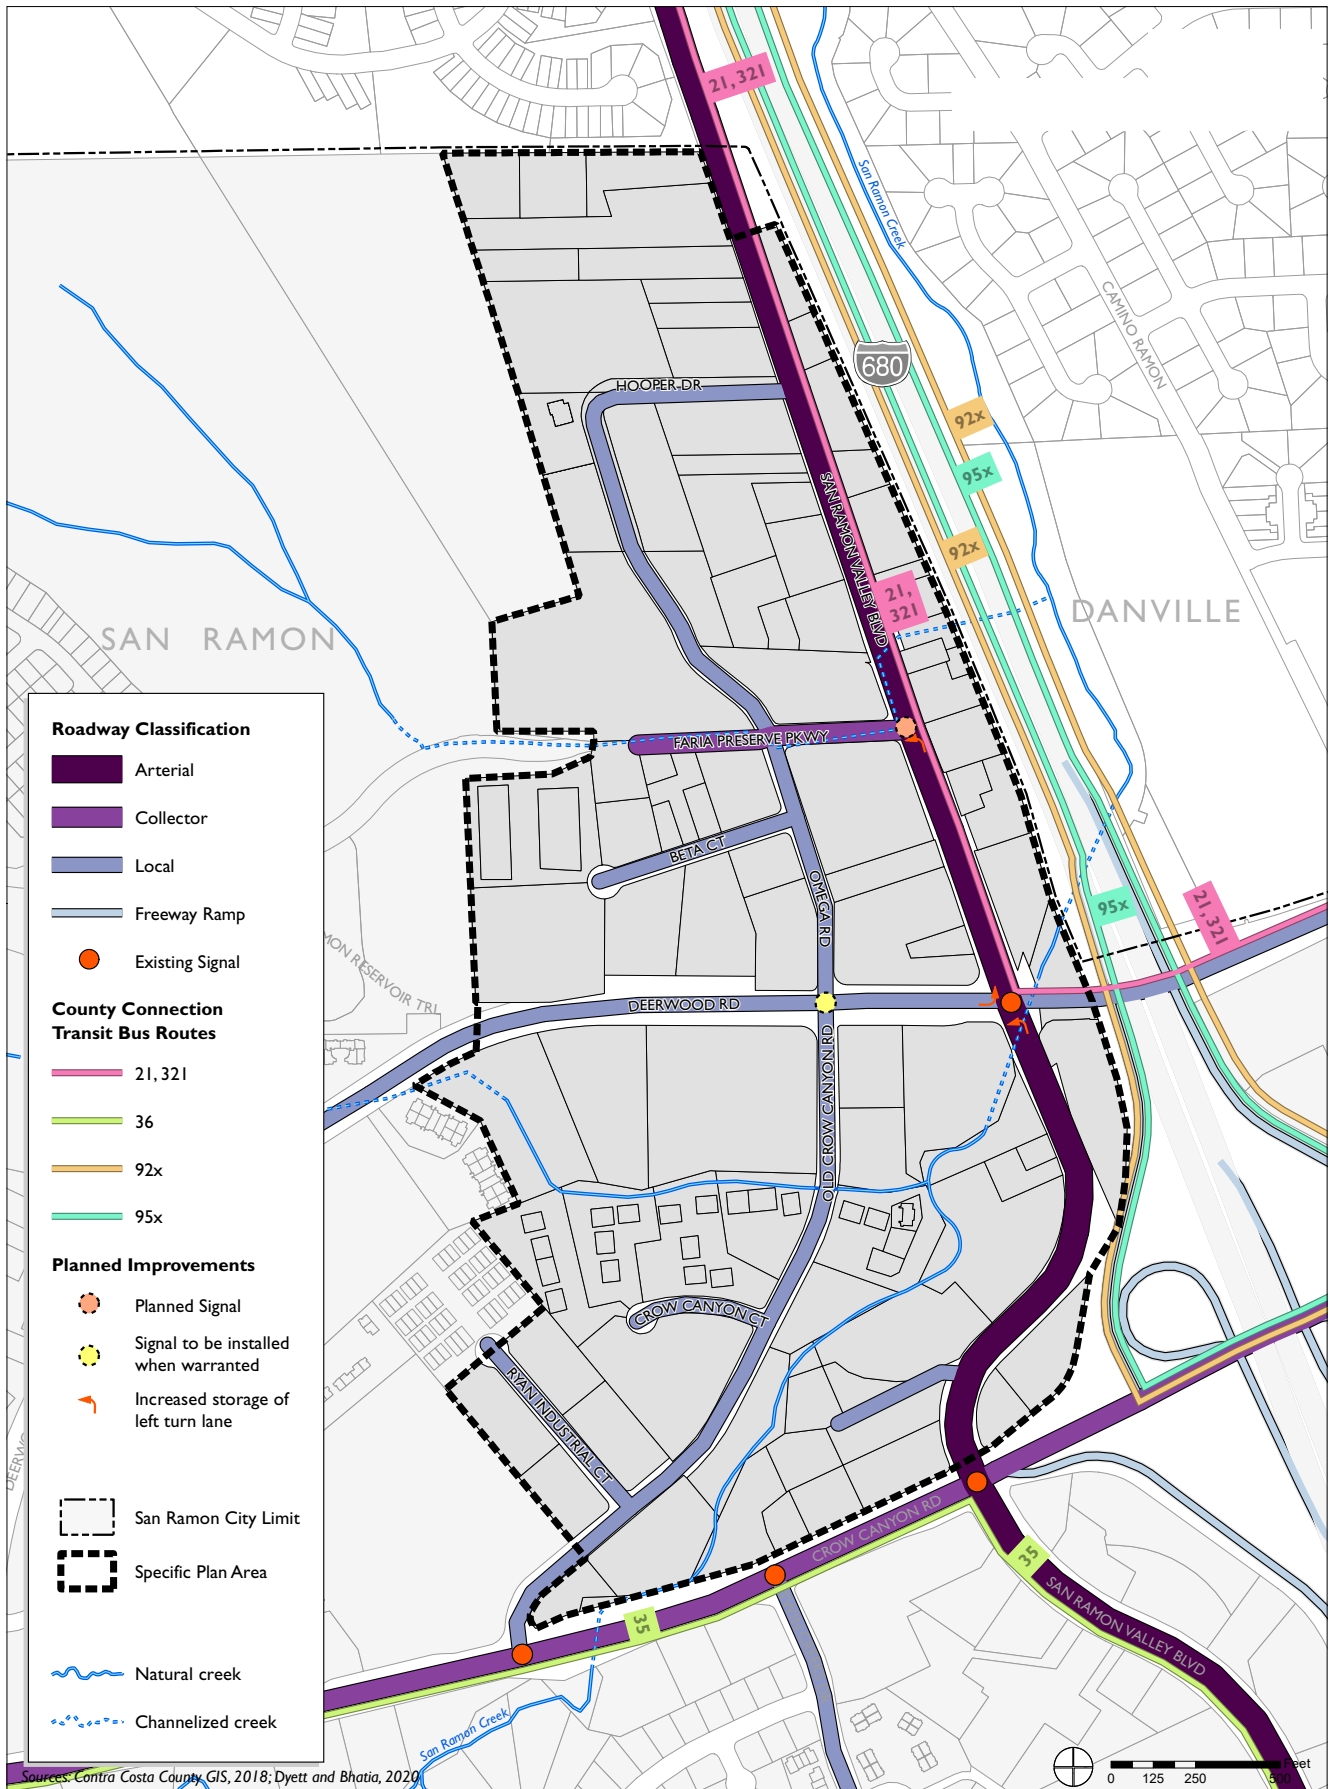 21, 321
San Ramon Creek
CAMINO RAMON
680
HOOPER DR
92x
95x
SAN RAMON VALLEY BLVD
92x
21,
321
DANVILLE
SAN RAMON
FARIA PRESERVE PKWY
BETA CT
OMEGA RD
95x
21, 321
MON RESERVOIR TRL
DEERWOOD RD
OLD CROW CANYON RD
CROW CANYON CT
RYAN INDUSTRIAL CT
DEERW
CROW CANYON RD
35
SAN RAMON VALLEY BLVD
35
San Ramon Creek
Roadway Classification
Arterial
Collector
Local
Freeway Ramp
Existing Signal
County Connection
Transit Bus Routes
21, 321
36
92x
95x
Planned Improvements
Planned Signal
Signal to be installed
when warranted
Increased storage of
left turn lane
San Ramon City Limit
Specific Plan Area
Natural creek
Channelized creek
Sources: Contra Costa County GIS, 2018; Dyett and Bhatia, 2020
Feet
0 125 250 500